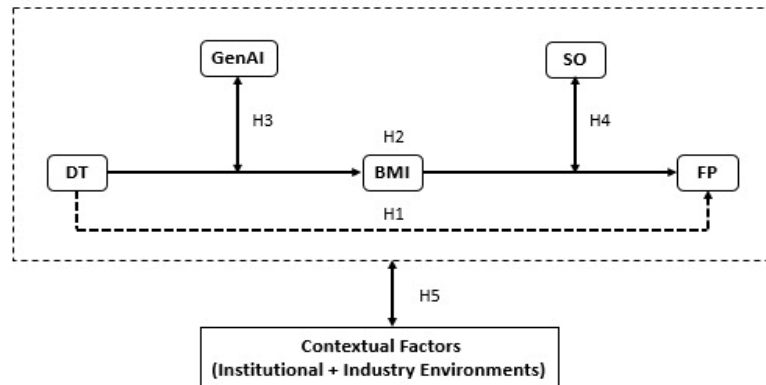 GenAI
SO
H3
H2
H4
DT
BMI
FP
H1
H5
Contextual Factors
(Institutional + Industry Environments)